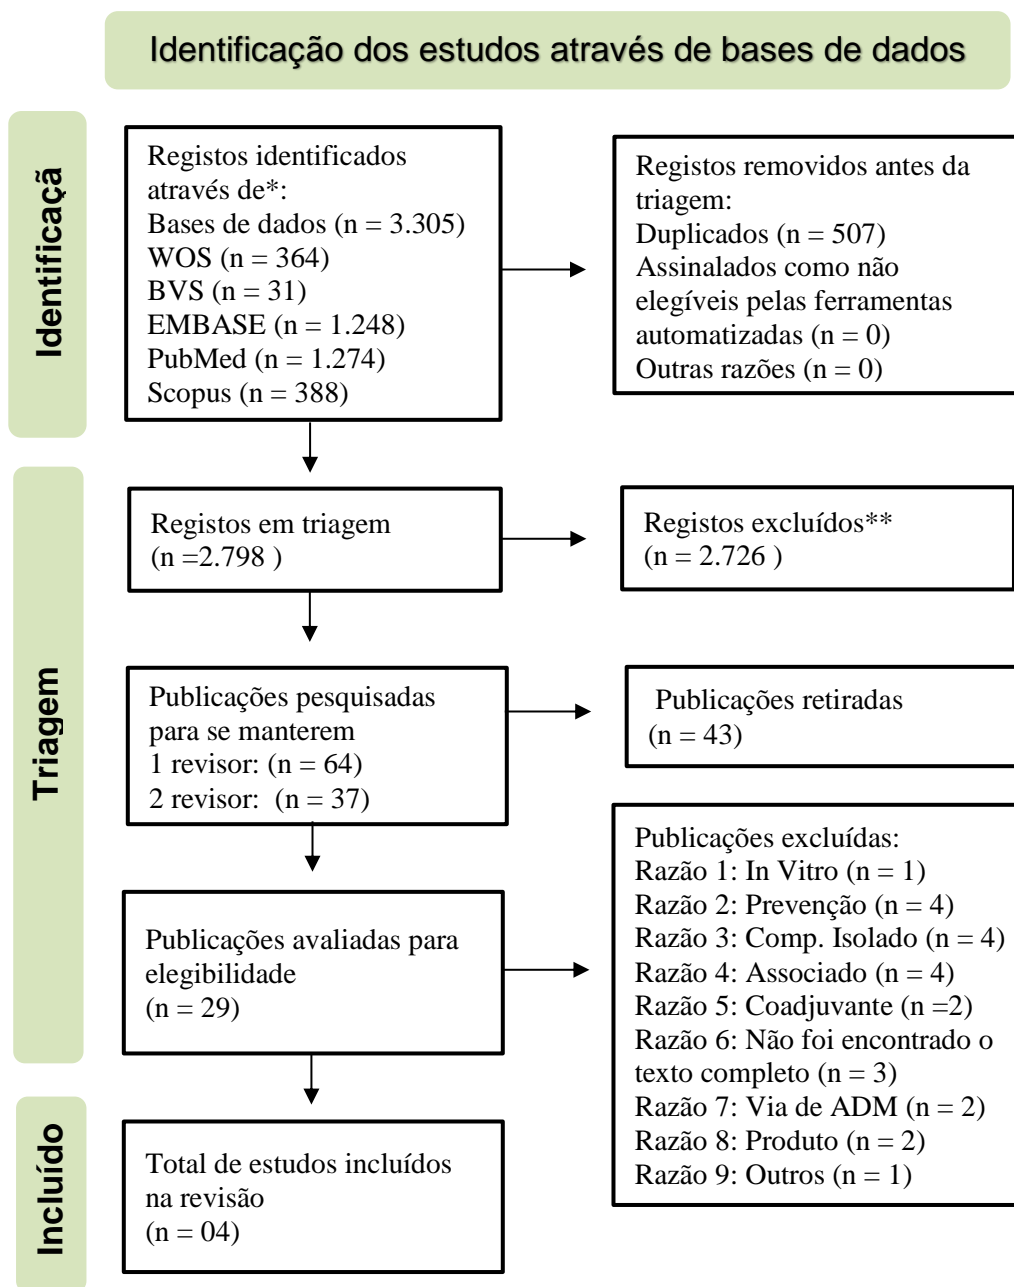 Identificação dos estudos através de bases de dados
Identificaçã
Registos identificados
através de*:
Bases de dados (n = 3.305)
WOS (n = 364)
BVS (n = 31)
EMBASE (n = 1.248)
PubMed (n = 1.274)
Scopus (n = 388)
Registos removidos antes da
triagem:
Duplicados (n = 507)
Assinalados como não
elegíveis pelas ferramentas
automatizadas (n = 0)
Outras razões (n = 0)
Triagem
Registos em triagem
(n =2.798 )
Registos excluídos**
(n = 2.726 )
Publicações pesquisadas
para se manterem
1 revisor: (n = 64)
2 revisor: (n = 37)
Publicações retiradas
(n = 43)
Publicações avaliadas para
elegibilidade
(n = 29)
Publicações excluídas:
Razão 1: In Vitro (n = 1)
Razão 2: Prevenção (n = 4)
Razão 3: Comp. Isolado (n = 4)
Razão 4: Associado (n = 4)
Razão 5: Coadjuvante (n =2)
Razão 6: Não foi encontrado o
texto completo (n = 3)
Razão 7: Via de ADM (n = 2)
Razão 8: Produto (n = 2)
Razão 9: Outros (n = 1)
Incluído
Total de estudos incluídos
na revisão
(n = 04)